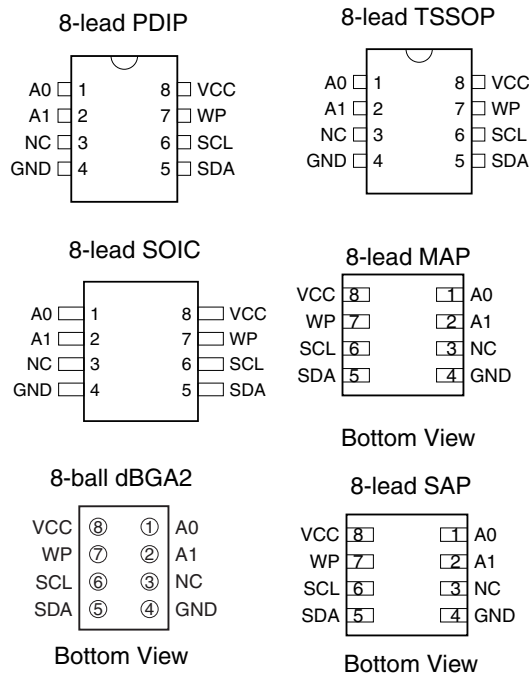 8-lead PDIP
A0 1 8 VCC
A1 2 7 WP
NC 3 6 SCL
GND 4 5 SDA
8-lead TSSOP
A0 1 8 VCC
A1 2 7 WP
NC 3 6 SCL
GND 4 5 SDA
8-lead SOIC
A0 1 8 VCC
A1 2 7 WP
NC 3 6 SCL
GND 4 5 SDA
8-lead MAP
VCC 8 1 A0
WP 7 2 A1
SCL 6 3 NC
SDA 5 4 GND
Bottom View
8-ball dBGA2
VCC 8 1 A0
WP 7 2 A1
SCL 6 3 NC
SDA 5 4 GND
Bottom View
8-lead SAP
VCC 8 1 A0
WP 7 2 A1
SCL 6 3 NC
SDA 5 4 GND
Bottom View